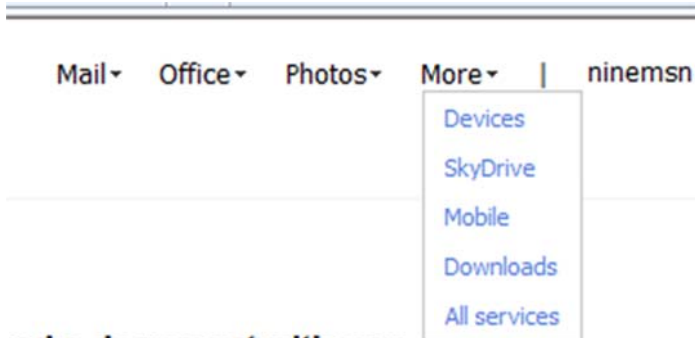 Mail Office Photos More | ninemsn
Devices
SkyDrive
Mobile
Downloads
All services